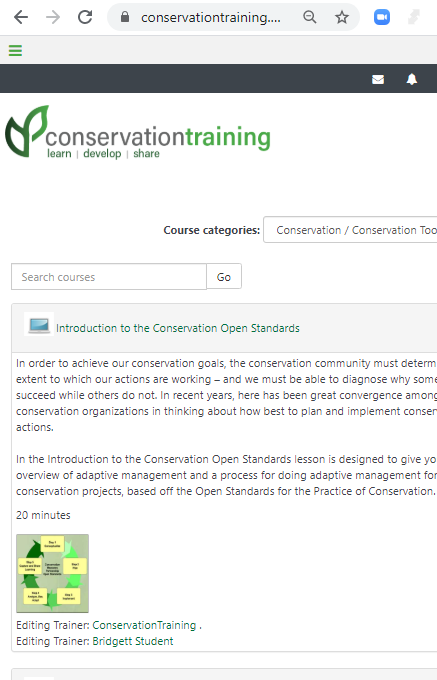 conservationtraining....
conservationtraining
learn | develop | share
Course categories: Conservation / Conservation Too
Search courses Go
Introduction to the Conservation Open Standards
In order to achieve our conservation goals, the conservation community must determ
extent to which our actions are working – and we must be able to diagnose why some
succeed while others do not. In recent years, here has been great convergence among
conservation organizations in thinking about how best to plan and implement conser
actions.
In the Introduction to the Conservation Open Standards lesson is designed to give yo
overview of adaptive management and a process for doing adaptive management for
conservation projects, based off the Open Standards for the Practice of Conservation.
20 minutes
Editing Trainer: ConservationTraining .
Editing Trainer: Bridgett Student